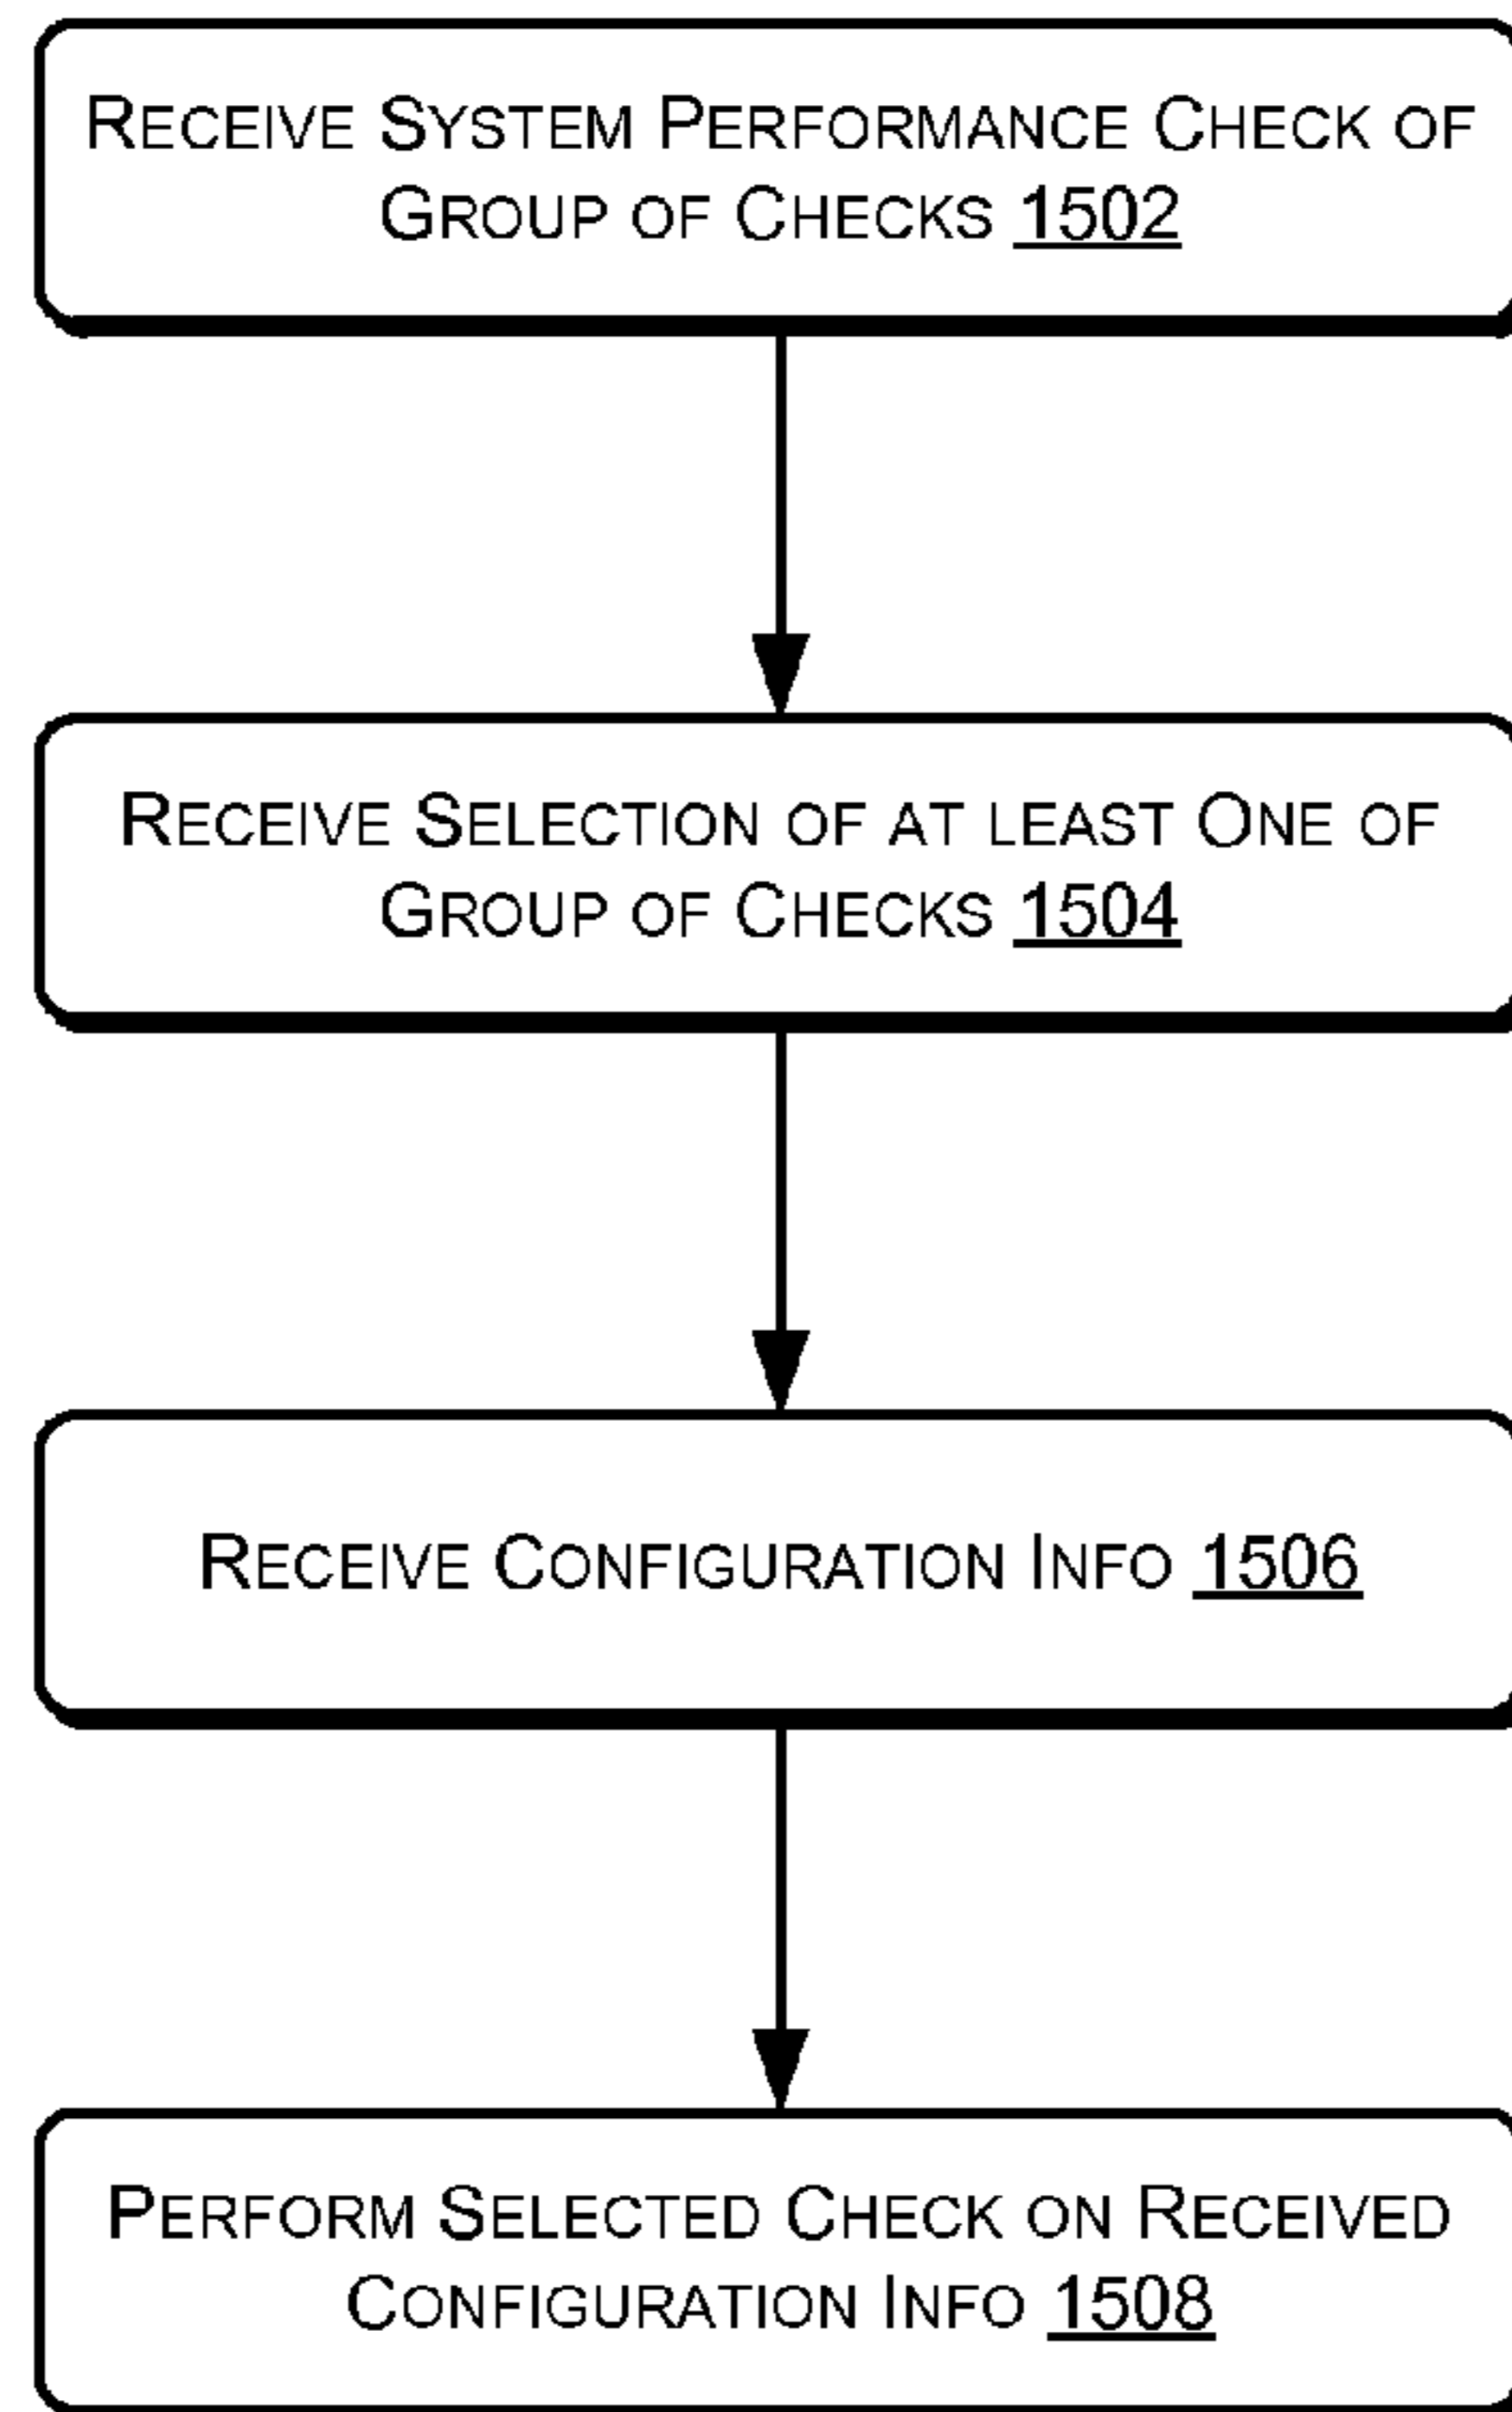 RECEIVE SYSTEM PERFORMANCE CHECK OF
GROUP OF CHECKS 1502
RECEIVE SELECTION OF AT LEAST ONE OF
GROUP OF CHECKS 1504
RECEIVE CONFIGURATION INFO 1506
PERFORM SELECTED CHECK ON RECEIVED
CONFIGURATION INFO 1508